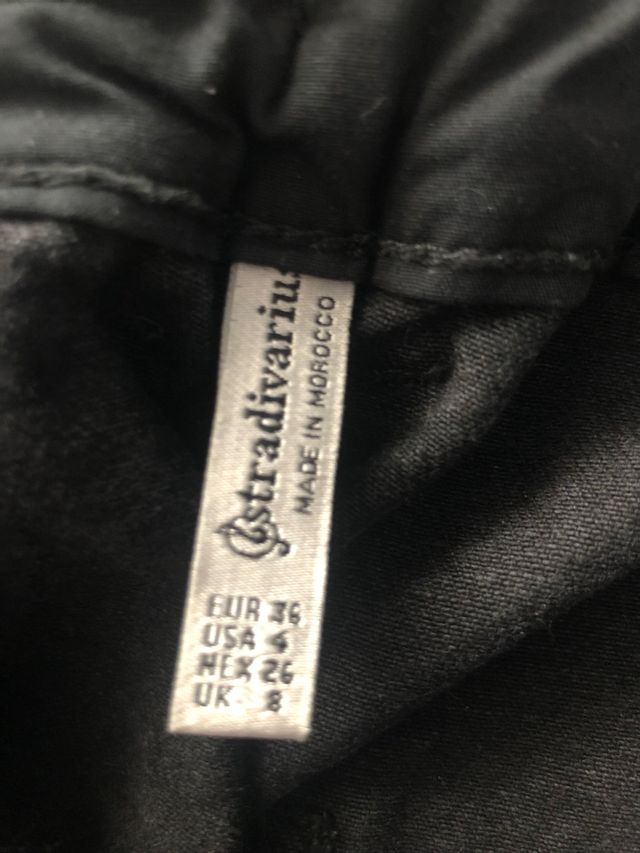 stradivarius
MADE IN MOROCCO
EUR 36
USA 4
MEX 26
UK 8